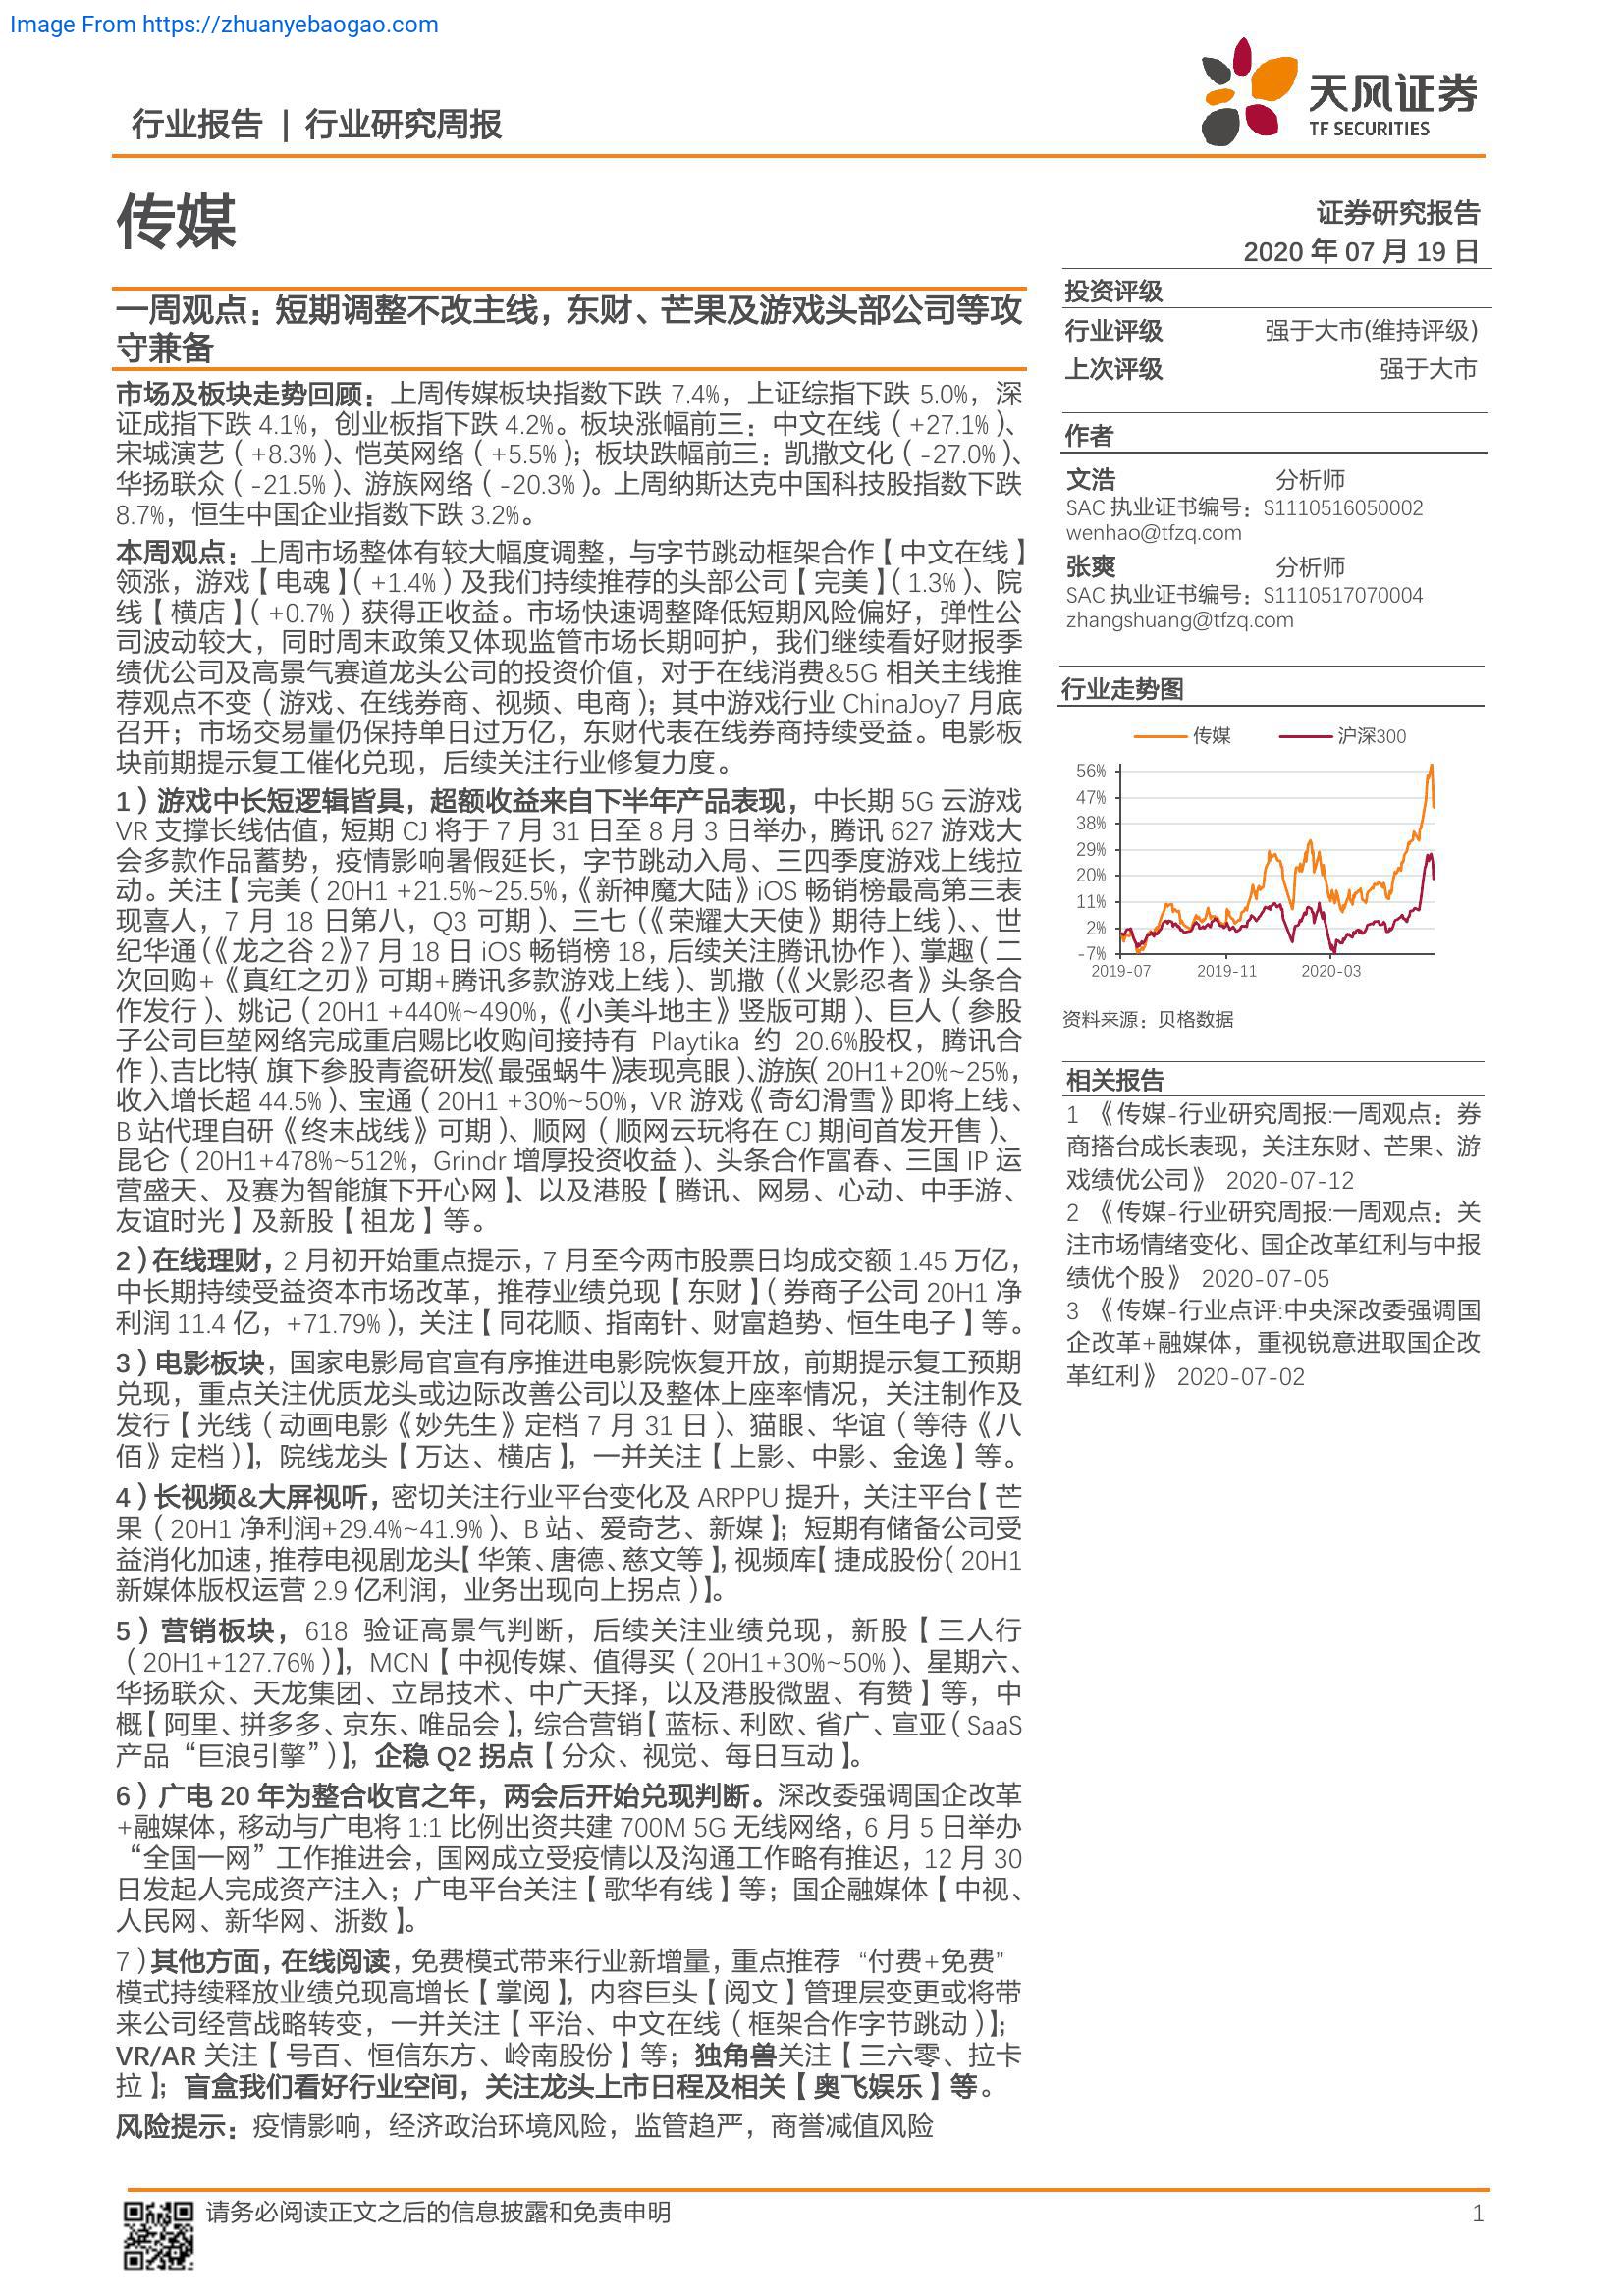 Image From https://zhuanyebaogao.com
行业报告 | 行业研究周报
天风证券
TF SECURITIES
传媒
证券研究报告
2020 年 07 月 19 日
一周观点：短期调整不改主线，东财、芒果及游戏头部公司等攻
守兼备
市场及板块走势回顾：上周传媒板块指数下跌 7.4%，上证综指下跌 5.0%，深
证成指下跌 4.1%，创业板指下跌 4.2%。板块涨幅前三：中文在线（+27.1%）、
宋城演艺（+8.3%）、恺英网络（+5.5%）；板块跌幅前三：凯撒文化（-27.0%）、
华扬联众（-21.5%）、游族网络（-20.3%）。上周纳斯达克中国科技股指数下跌
8.7%，恒生中国企业指数下跌 3.2%。
本周观点：上周市场整体有较大幅度调整，与字节跳动框架合作【中文在线】
领涨，游戏【电魂】（+1.4%）及我们持续推荐的头部公司【完美】（1.3%）、院
线【横店】（+0.7%）获得正收益。市场快速调整降低短期风险偏好，弹性公
司波动较大，同时周末政策又体现监管市场长期呵护，我们继续看好财报季
绩优公司及高景气赛道龙头公司的投资价值，对于在线消费&5G 相关主线推
荐观点不变（游戏、在线券商、视频、电商）；其中游戏行业 ChinaJoy7 月底
召开；市场交易量仍保持单日过万亿，东财代表在线券商持续受益。电影板
块前期提示复工催化兑现，后续关注行业修复力度。
1）游戏中长短逻辑皆具，超额收益来自下半年产品表现，中长期 5G 云游戏
VR 支撑长线估值，短期 CJ 将于 7 月 31 日至 8 月 3 日举办，腾讯 627 游戏大
会多款作品蓄势，疫情影响暑假延长，字节跳动入局、三四季度游戏上线拉
动。关注【完美（20H1 +21.5%~25.5%，《新神魔大陆》iOS 畅销榜最高第三表
现喜人，7 月 18 日第八，Q3 可期）、三七（《荣耀大天使》期待上线）、、世
纪华通（《龙之谷 2》7 月 18 日 iOS 畅销榜 18，后续关注腾讯协作）、掌趣（二
次回购+《真红之刃》可期+腾讯多款游戏上线）、凯撒（《火影忍者》头条合
作发行）、姚记（20H1 +440%~490%，《小美斗地主》竖版可期）、巨人（参股
子公司巨堃网络完成重启赐比收购间接持有 Playtika 约 20.6%股权，腾讯合
作）、吉比特（旗下参股青瓷研发《最强蜗牛》表现亮眼）、游族（20H1+20%~25%，
收入增长超 44.5%）、宝通（20H1 +30%~50%，VR 游戏《奇幻滑雪》即将上线、
B 站代理自研《终末战线》可期）、顺网（顺网云玩将在 CJ 期间首发开售）、
昆仑（20H1+478%~512%，Grindr 增厚投资收益）、头条合作富春、三国 IP 运
营盛天、及赛为智能旗下开心网】、以及港股【腾讯、网易、心动、中手游、
友谊时光】及新股【祖龙】等。
2）在线理财，2 月初开始重点提示，7 月至今两市股票日均成交额 1.45 万亿，
中长期持续受益资本市场改革，推荐业绩兑现【东财】（券商子公司 20H1 净
利润 11.4 亿，+71.79%），关注【同花顺、指南针、财富趋势、恒生电子】等。
3）电影板块，国家电影局官宣有序推进电影院恢复开放，前期提示复工预期
兑现，重点关注优质龙头或边际改善公司以及整体上座率情况，关注制作及
发行【光线（动画电影《妙先生》定档 7 月 31 日）、猫眼、华谊（等待《八
佰》定档）】，院线龙头【万达、横店】，一并关注【上影、中影、金逸】等。
4）长视频&大屏视听，密切关注行业平台变化及 ARPPU 提升，关注平台【芒
果（20H1 净利润+29.4%~41.9%）、B 站、爱奇艺、新媒】；短期有储备公司受
益消化加速，推荐电视剧龙头【华策、唐德、慈文等】，视频库【捷成股份（20H1
新媒体版权运营 2.9 亿利润，业务出现向上拐点）】。
5）营销板块，618 验证高景气判断，后续关注业绩兑现，新股【三人行
（20H1+127.76%）】，MCN【中视传媒、值得买（20H1+30%~50%）、星期六、
华扬联众、天龙集团、立昂技术、中广天择，以及港股微盟、有赞】等，中
概【阿里、拼多多、京东、唯品会】，综合营销【蓝标、利欧、省广、宣亚（SaaS
产品“巨浪引擎”）】，企稳 Q2 拐点【分众、视觉、每日互动】。
6）广电 20 年为整合收官之年，两会后开始兑现判断。深改委强调国企改革
+融媒体，移动与广电将 1:1 比例出资共建 700M 5G 无线网络，6 月 5 日举办
“全国一网”工作推进会，国网成立受疫情以及沟通工作略有推迟，12 月 30
日发起人完成资产注入；广电平台关注【歌华有线】等；国企融媒体【中视、
人民网、新华网、浙数】。
7）其他方面，在线阅读，免费模式带来行业新增量，重点推荐 “付费+免费”
模式持续释放业绩兑现高增长【掌阅】，内容巨头【阅文】管理层变更或将带
来公司经营战略转变，一并关注【平治、中文在线（框架合作字节跳动）】；
VR/AR 关注【号百、恒信东方、岭南股份】等；独角兽关注【三六零、拉卡
拉】；盲盒我们看好行业空间，关注龙头上市日程及相关【奥飞娱乐】等。
风险提示：疫情影响，经济政治环境风险，监管趋严，商誉减值风险
投资评级
行业评级 强于大市(维持评级)
上次评级 强于大市
作者
文浩 分析师
SAC 执业证书编号：S1110516050002
wenhao@tfzq.com
张爽 分析师
SAC 执业证书编号：S1110517070004
zhangshuang@tfzq.com
行业走势图
传媒 沪深300
56%
47%
38%
29%
20%
11%
2%
-7%
2019-07 2019-11 2020-03
资料来源：贝格数据
相关报告
1 《传媒-行业研究周报:一周观点：券
商搭台成长表现，关注东财、芒果、游
戏绩优公司》 2020-07-12
2 《传媒-行业研究周报:一周观点：关
注市场情绪变化、国企改革红利与中报
绩优个股》 2020-07-05
3 《传媒-行业点评:中央深改委强调国
企改革+融媒体，重视锐意进取国企改
革红利》 2020-07-02
请务必阅读正文之后的信息披露和免责申明 1